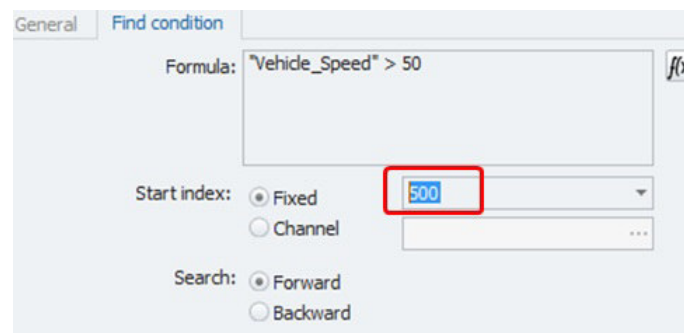 General Find condition
Formula: "Vehicle_Speed" > 50
Start index: Fixed 500
Channel ...
Search: Forward
Backward